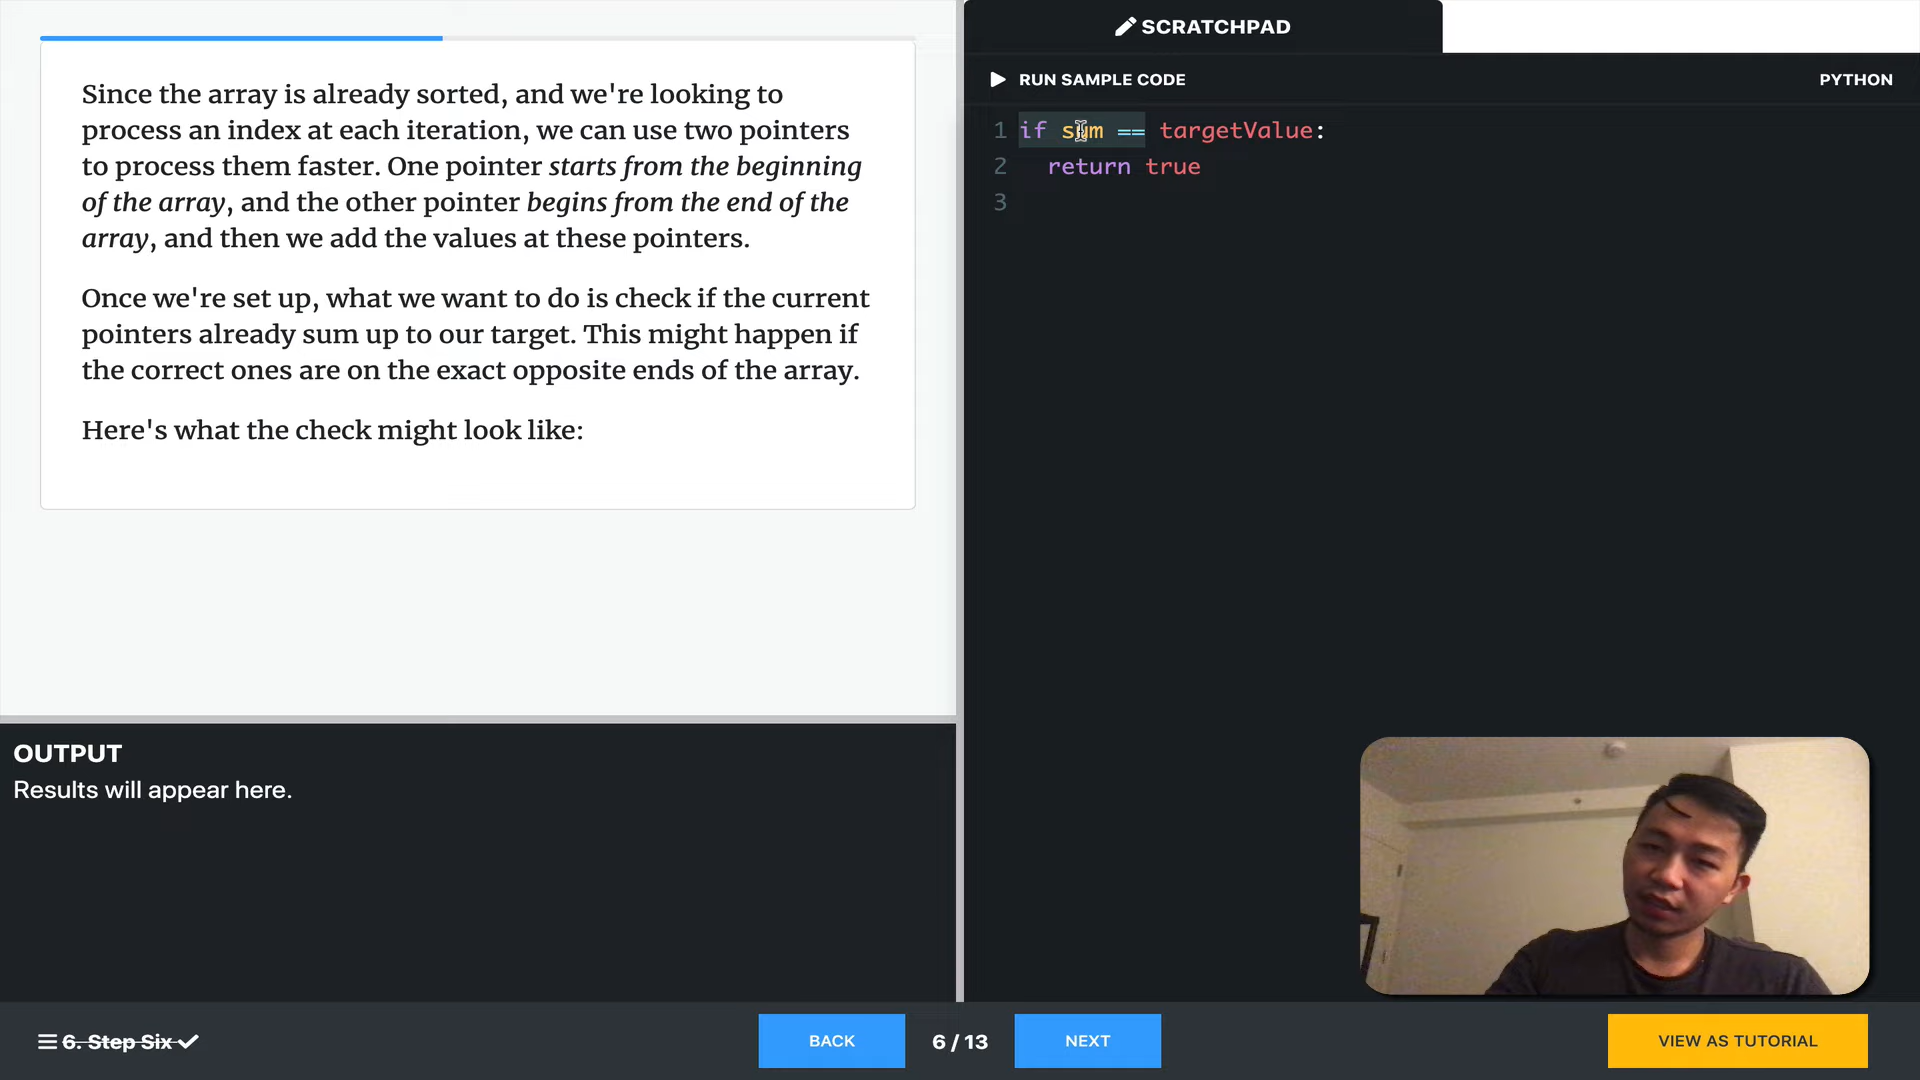 Since the array is already sorted, and we're looking to
process an index at each iteration, we can use two pointers
to process them faster. One pointer starts from the beginning
of the array, and the other pointer begins from the end of the
array, and then we add the values at these pointers.
Once we're set up, what we want to do is check if the current
pointers already sum up to our target. This might happen if
the correct ones are on the exact opposite ends of the array.
Here's what the check might look like:
OUTPUT
Results will appear here.
SCRATCHPAD
RUN SAMPLE CODE
PYTHON
1 if sum == targetValue:
2 return true
3
6. Step Six
BACK
6 / 13
NEXT
VIEW AS TUTORIAL